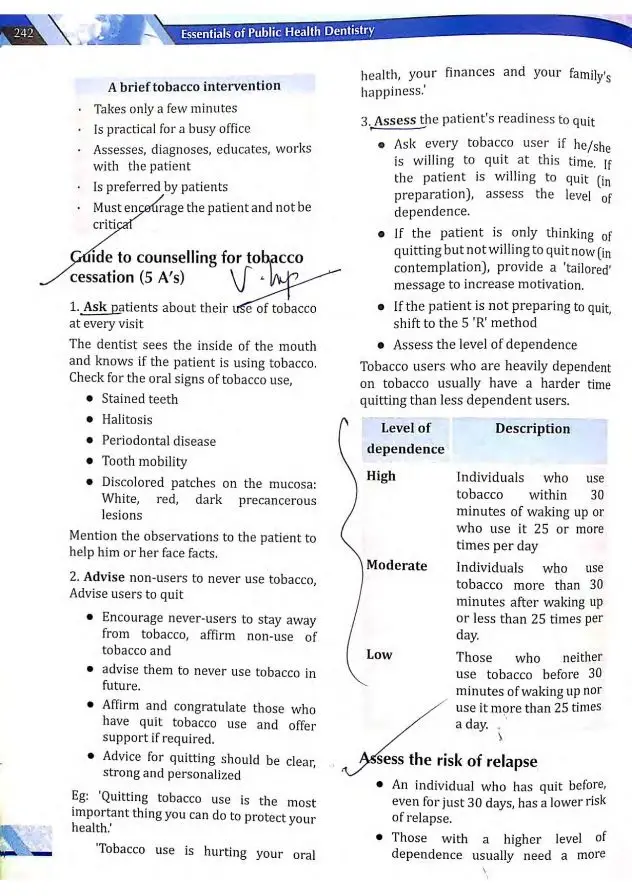 242
Essentials of Public Health Dentistry
A brief tobacco intervention
· Takes only a few minutes
· Is practical for a busy office
· Assesses, diagnoses, educates, works
with the patient
· Is preferred by patients
· Must encourage the patient and not be
critical
Guide to counselling for tobacco
cessation (5 A's)
V. Imp
1. Ask patients about their use of tobacco
at every visit
The dentist sees the inside of the mouth
and knows if the patient is using tobacco.
Check for the oral signs of tobacco use,
● Stained teeth
● Halitosis
● Periodontal disease
● Tooth mobility
● Discolored patches on the mucosa:
White, red, dark precancerous
lesions
Mention the observations to the patient to
help him or her face facts.
2. Advise non-users to never use tobacco,
Advise users to quit
● Encourage never-users to stay away
from tobacco, affirm non-use of
tobacco and
● advise them to never use tobacco in
future.
● Affirm and congratulate those who
have quit tobacco use and offer
support if required.
● Advice for quitting should be clear,
strong and personalized
Eg: 'Quitting tobacco use is the most
important thing you can do to protect your
health.'
'Tobacco use is hurting your oral
health, your finances and your family's
happiness.'
3. Assess the patient's readiness to quit
● Ask every tobacco user if he/she
is willing to quit at this time. If
the patient is willing to quit (in
preparation), assess the level of
dependence.
● If the patient is only thinking of
quitting but not willing to quit now (in
contemplation), provide a 'tailored'
message to increase motivation.
● If the patient is not preparing to quit,
shift to the 5 'R' method
● Assess the level of dependence
Tobacco users who are heavily dependent
on tobacco usually have a harder time
quitting than less dependent users.
Level of Description
dependence
High Individuals who use
tobacco within 30
minutes of waking up or
who use it 25 or more
times per day
Moderate Individuals who use
tobacco more than 30
minutes after waking up
or less than 25 times per
day.
Low Those who neither
use tobacco before 30
minutes of waking up nor
use it more than 25 times
a day.
Assess the risk of relapse
● An individual who has quit before,
even for just 30 days, has a lower risk
of relapse.
● Those with a higher level of
dependence usually need a more